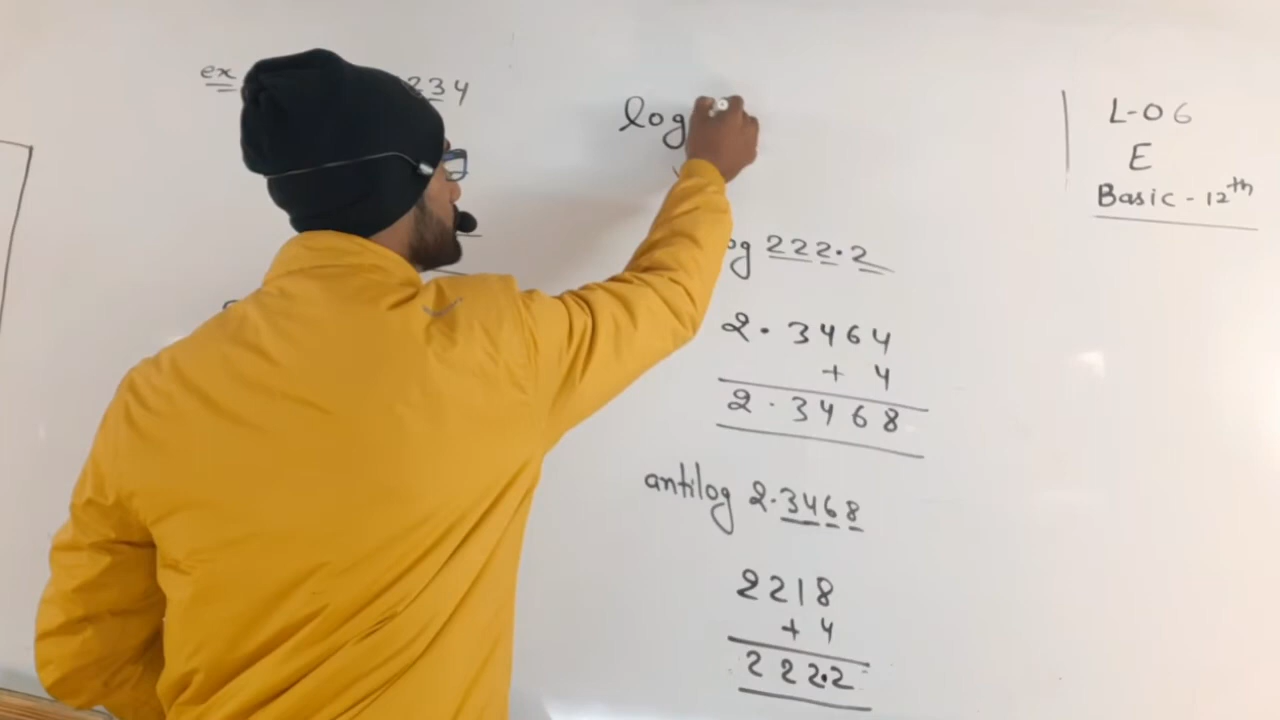 ex 234
log
log 222.2
2.3464
+ 4
2.3468
antilog 2.3468
2218
+ 4
222.2
L-06
E
Basic - 12th